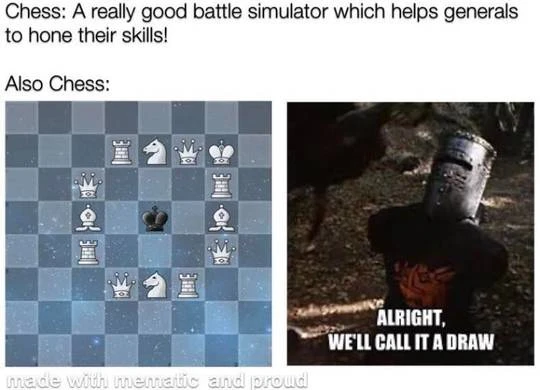 Chess: A really good battle simulator which helps generals
to hone their skills!
Also Chess:
ALRIGHT,
WE'LL CALL IT A DRAW
made with mematic and proud